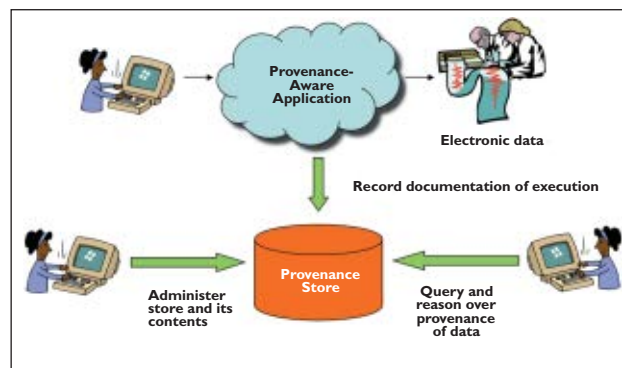 Provenance-
Aware
Application
Electronic data
Record documentation of execution
Provenance
Store
Administer
store and its
contents
Query and
reason over
provenance
of data